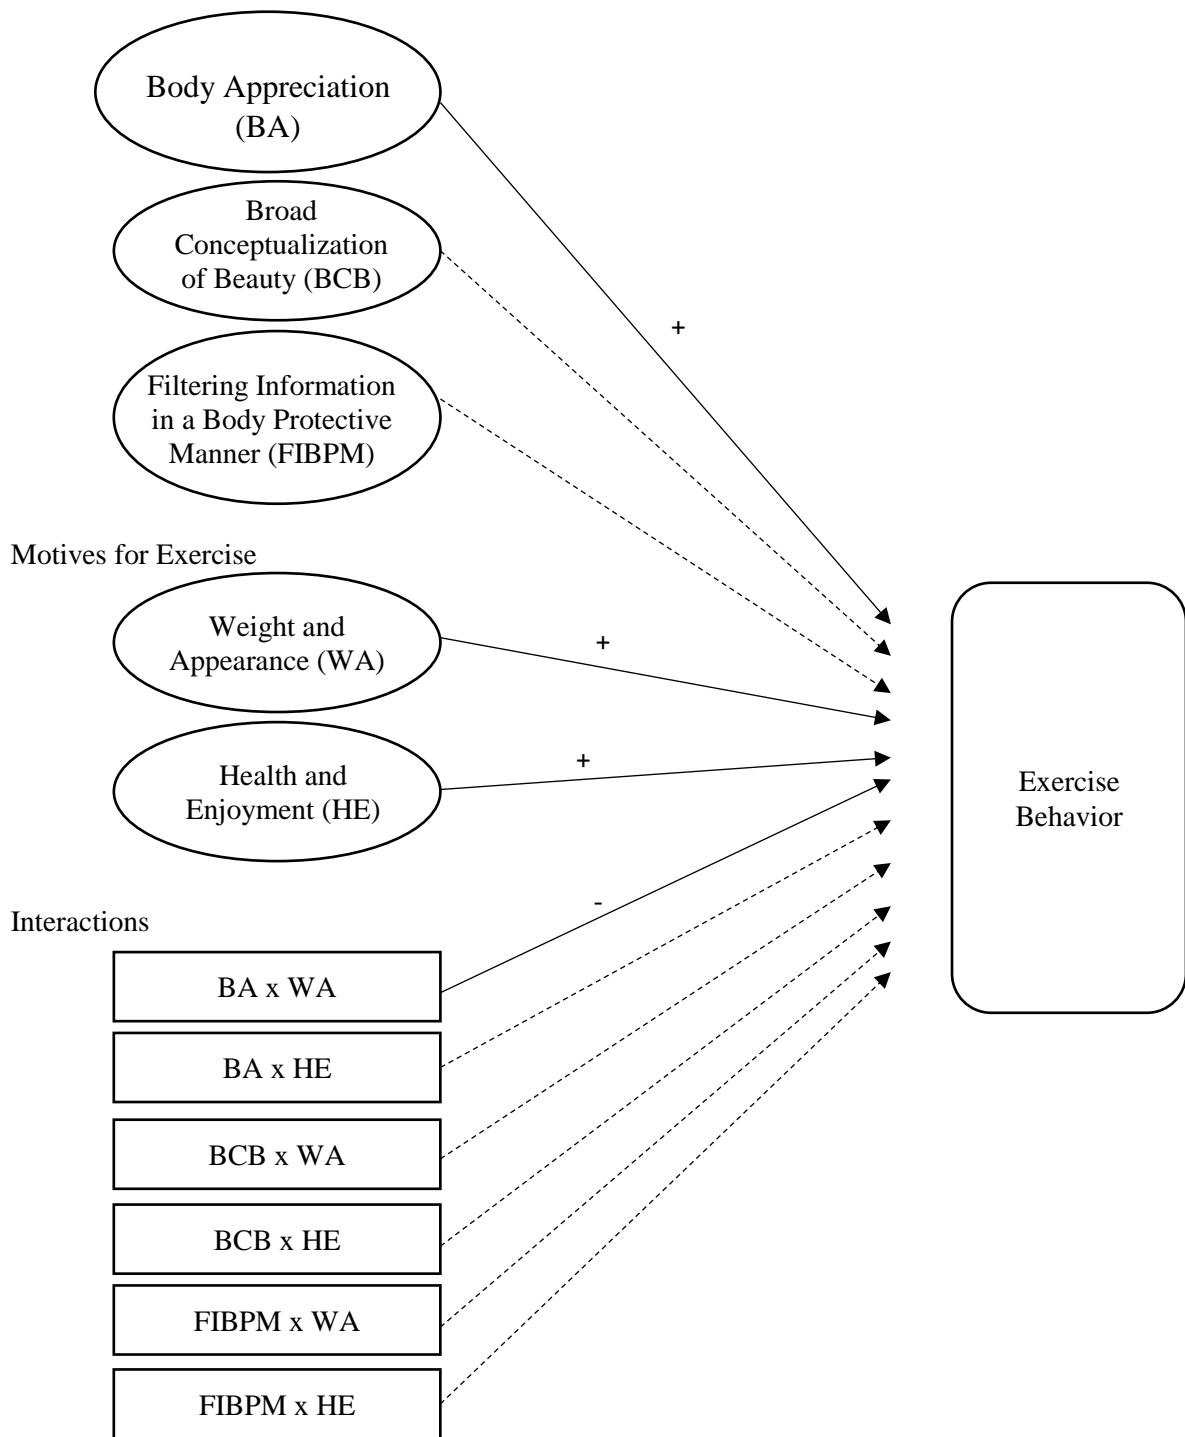 Body Appreciation
(BA)
Broad
Conceptualization
of Beauty (BCB)
+
Filtering Information
in a Body Protective
Manner (FIBPM)
Motives for Exercise
Weight and
Appearance (WA)
+
Health and
Enjoyment (HE)
+
Exercise
Behavior
Interactions
-
BA x WA
BA x HE
BCB x WA
BCB x HE
FIBPM x WA
FIBPM x HE